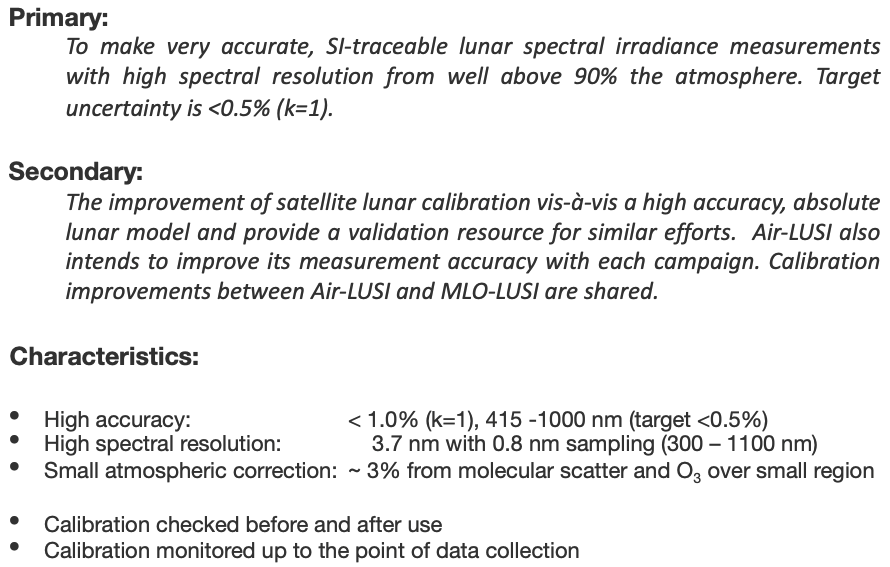 Primary:
To make very accurate, SI-traceable lunar spectral irradiance measurements
with high spectral resolution from well above 90% the atmosphere. Target
uncertainty is <0.5% (k=1).
Secondary:
The improvement of satellite lunar calibration vis-à-vis a high accuracy, absolute
lunar model and provide a validation resource for similar efforts.  Air-LUSI also
intends to improve its measurement accuracy with each campaign. Calibration
improvements between Air-LUSI and MLO-LUSI are shared.
Characteristics:
• High accuracy: < 1.0% (k=1), 415 -1000 nm (target <0.5%)
• High spectral resolution: 3.7 nm with 0.8 nm sampling (300 – 1100 nm)
• Small atmospheric correction: ~ 3% from molecular scatter and O₃ over small region
• Calibration checked before and after use
• Calibration monitored up to the point of data collection